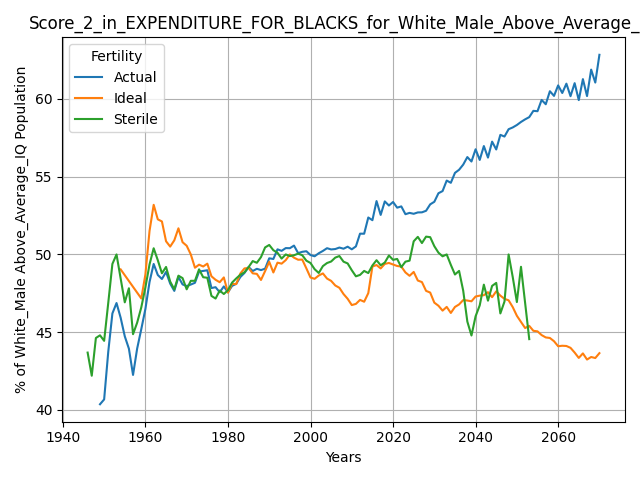 Score_2_in_EXPENDITURE_FOR_BLACKS_for_White_Male_Above_Average_
Fertility
Actual
Ideal
Sterile
% of White_Male Above_Average_IQ Population
60
55
50
45
40
1940 1960 1980 2000 2020 2040 2060
Years